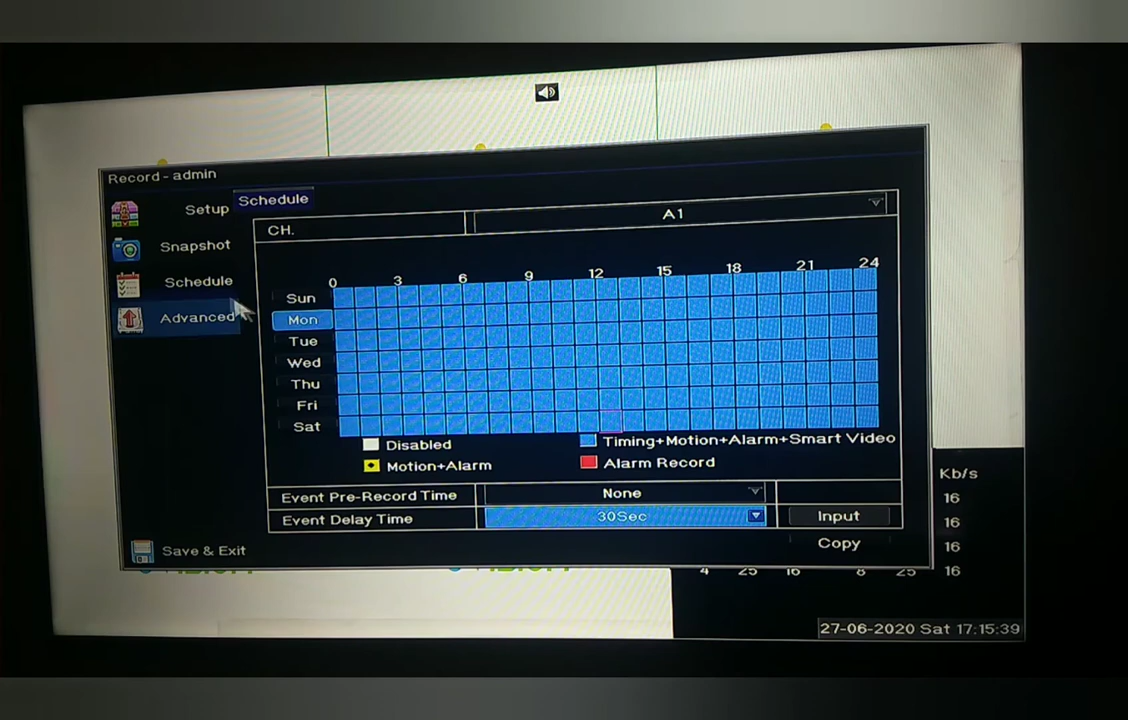 Record - admin
Setup
Schedule
Snapshot
Schedule
Advanced
CH.
A1
0 3 6 9 12 15 18 21 24
Sun
Mon
Tue
Wed
Thu
Fri
Sat
Disabled
Timing+Motion+Alarm+Smart Video
Motion+Alarm
Alarm Record
Event Pre-Record Time
None
Event Delay Time
30Sec
Input
Save & Exit
Copy
Kb/s
16
16
16
4 25 16 8 25 16
27-06-2020 Sat 17:15:39